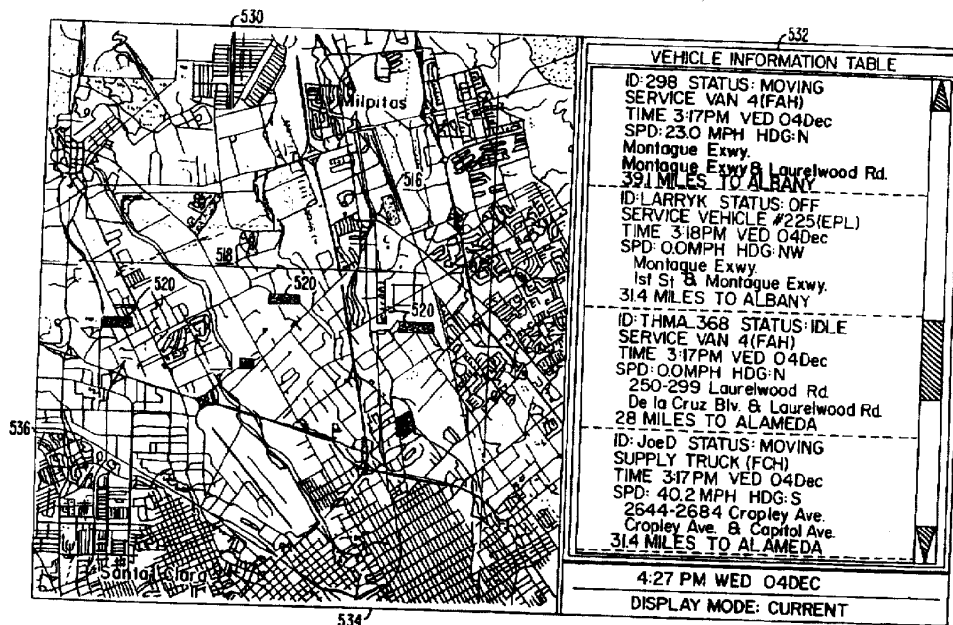 530
532
VEHICLE INFORMATION TABLE
ID:298 STATUS: MOVING
SERVICE VAN 4(FAH)
TIME 3:17PM VED 04Dec
SPD: 23.0 MPH HDG:N
Montague Exwy.
Montague Exwy & Laurelwood Rd.
39.1 MILES TO ALBANY
ID:LARRYK STATUS: OFF
SERVICE VEHICLE #225(EPL)
TIME 3:18PM VED 04Dec
SPD: 0.0MPH HDG:NW
Montague Exwy.
1st St & Montague Exwy.
31.4 MILES TO ALBANY
ID:THMA_368 STATUS:IDLE
SERVICE VAN 4(FAH)
TIME 3:17PM VED 04Dec
SPD: 0.0MPH HDG:N
250-299 Laurelwood Rd.
De la Cruz Blv. & Laurelwood Rd.
28 MILES TO ALAMEDA
ID: JoeD STATUS: MOVING
SUPPLY TRUCK (FCH)
TIME 3:17PM VED 04Dec
SPD: 40.2 MPH HDG:S
2644-2684 Cropley Ave.
Cropley Ave. & Capitol Ave.
31.4 MILES TO ALAMEDA
4:27 PM WED 04DEC
DISPLAY MODE: CURRENT
Milpitas
516
518
520
520
520
536
Santa Clara
534